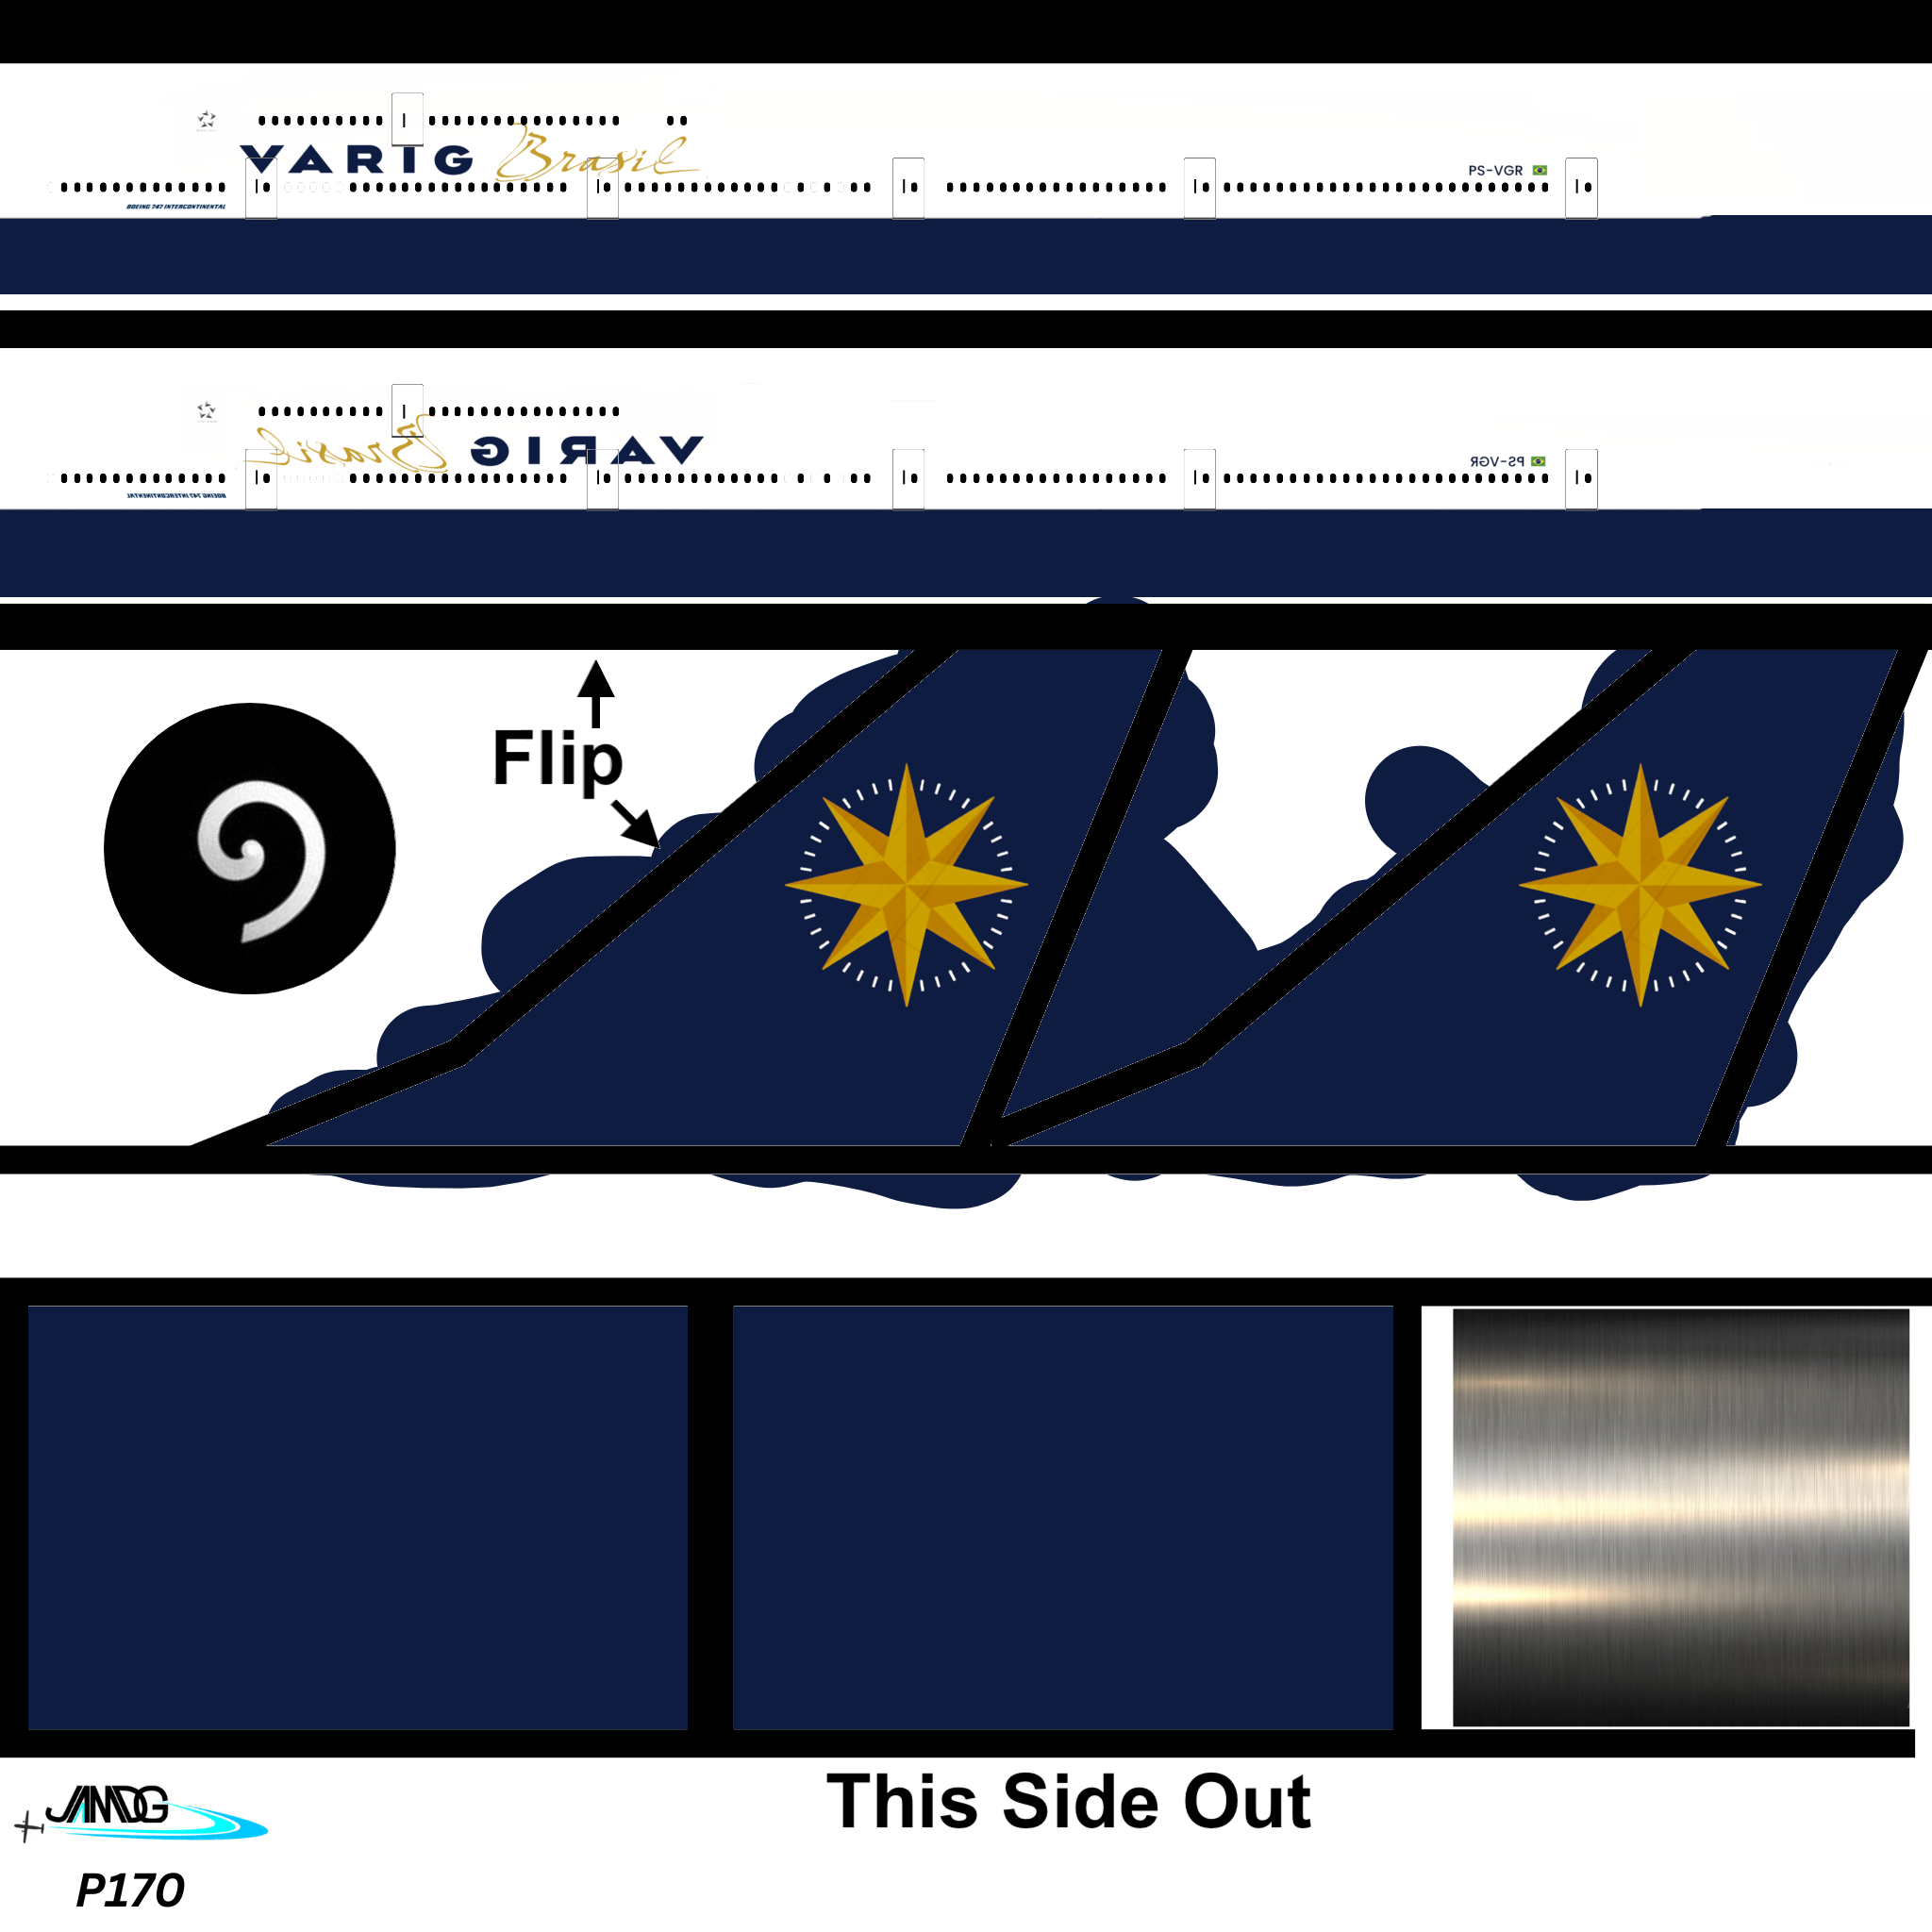 VARIG Brasil
PS-VGR
BOEING 747 INTERCONTINENTAL
Brasil VARIG
PS-VGR
BOEING 747 INTERCONTINENTAL
Flip
This Side Out
JAMDG
P170